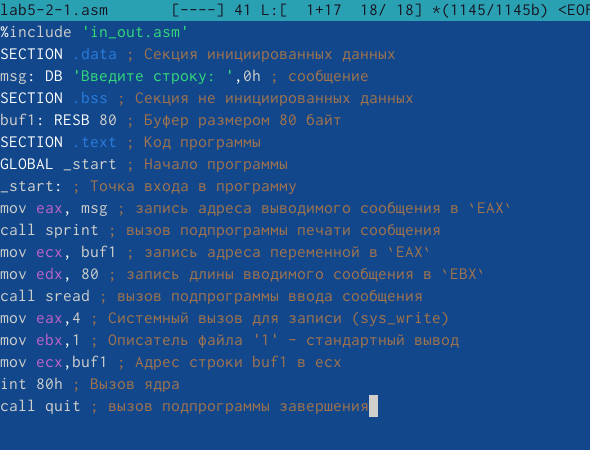 lab5-2-1.asm [----] 41 L:[ 1+17 18/ 18] *(1145/1145b) <EOF
%include 'in_out.asm'
SECTION .data ; Секция инициированных данных
msg: DB 'Введите строку: ',0h ; сообщение
SECTION .bss ; Секция не инициированных данных
buf1: RESB 80 ; Буфер размером 80 байт
SECTION .text ; Код программы
GLOBAL _start ; Начало программы
_start: ; Точка входа в программу
mov eax, msg ; запись адреса выводимого сообщения в `EAX`
call sprint ; вызов подпрограммы печати сообщения
mov ecx, buf1 ; запись адреса переменной в `EAX`
mov edx, 80 ; запись длины вводимого сообщения в `EBX`
call sread ; вызов подпрограммы ввода сообщения
mov eax,4 ; Системный вызов для записи (sys_write)
mov ebx,1 ; Описатель файла '1' - стандартный вывод
mov ecx,buf1 ; Адрес строки buf1 в ecx
int 80h ; Вызов ядра
call quit ; вызов подпрограммы завершения